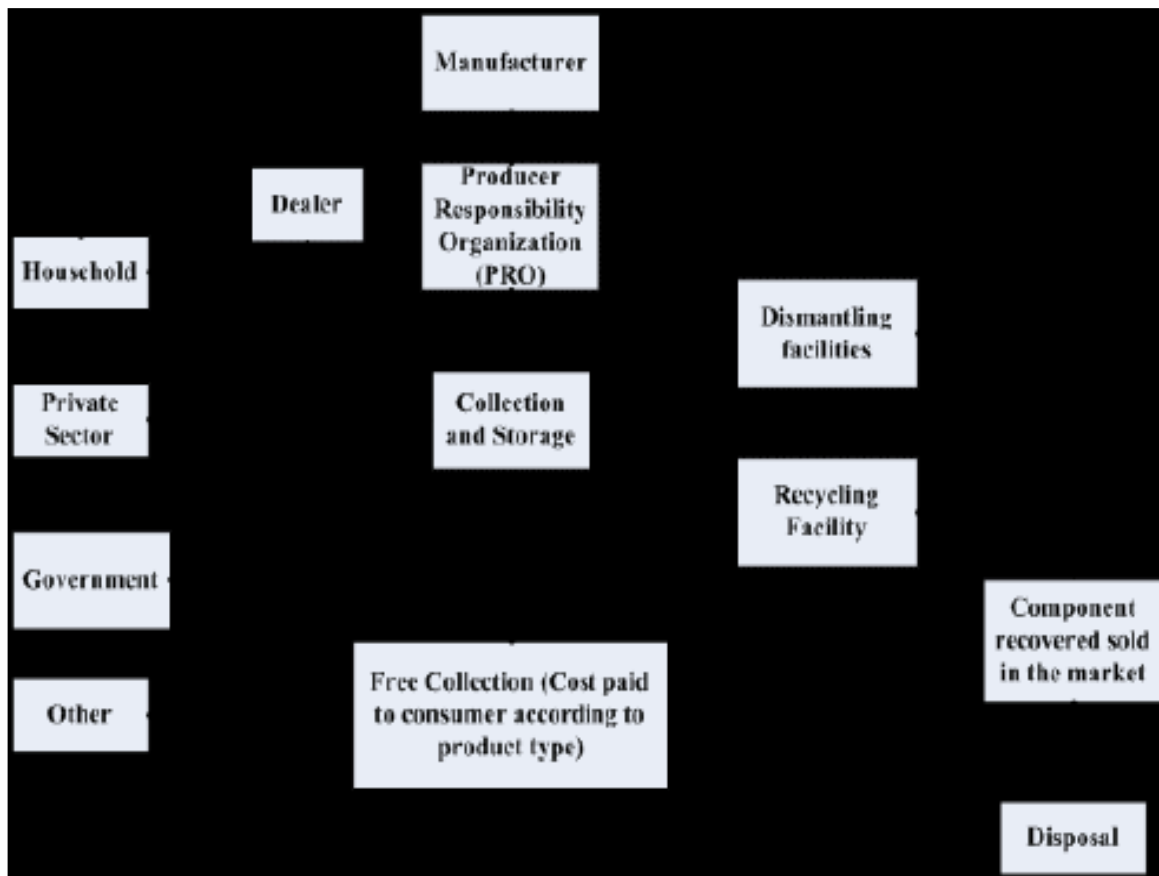 Manufacturer
Dealer
Producer
Responsibility
Organization
(PRO)
Household
Dismantling
facilities
Private
Sector
Collection
and Storage
Recycling
Facility
Government
Component
recovered sold
in the market
Free Collection (Cost paid
to consumer according to
product type)
Other
Disposal